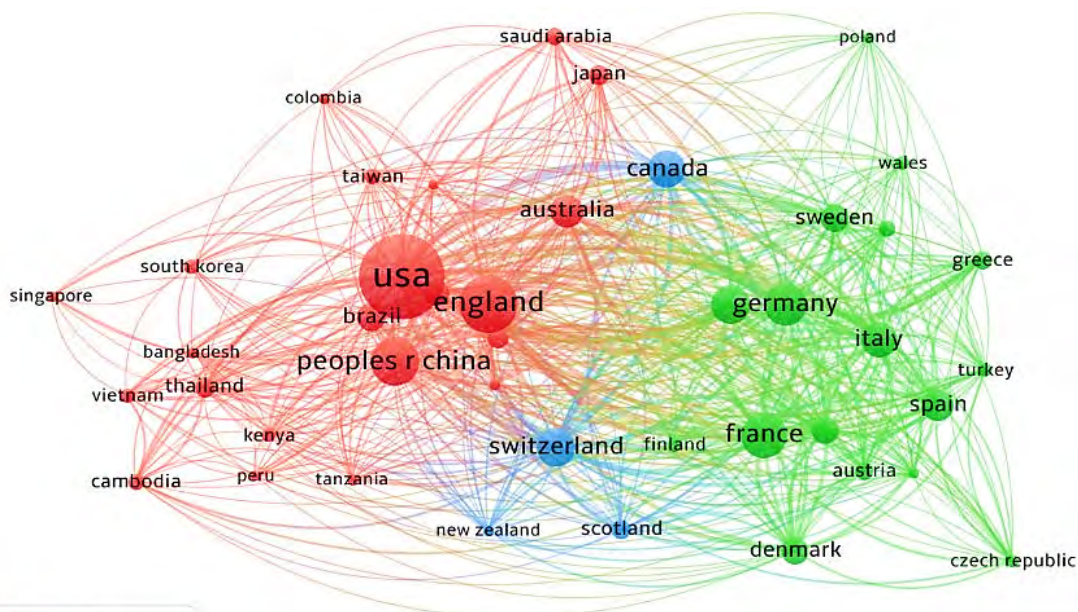 saudi arabia
poland
japan
colombia
canada
wales
taiwan
australia
sweden
south korea
greece
usa
singapore
england
germany
brazil
italy
bangladesh
peoples r china
turkey
thailand
vietnam
spain
kenya
france
switzerland
finland
peru
tanzania
austria
cambodia
new zealand
scotland
denmark
czech republic